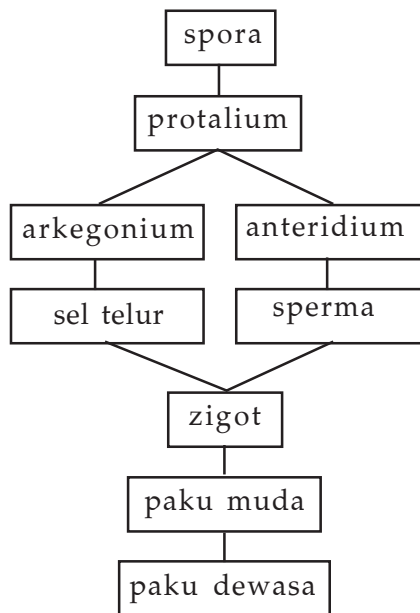 spora
protalium
arkegonium
anteridium
sel telur
sperma
zigot
paku muda
paku dewasa